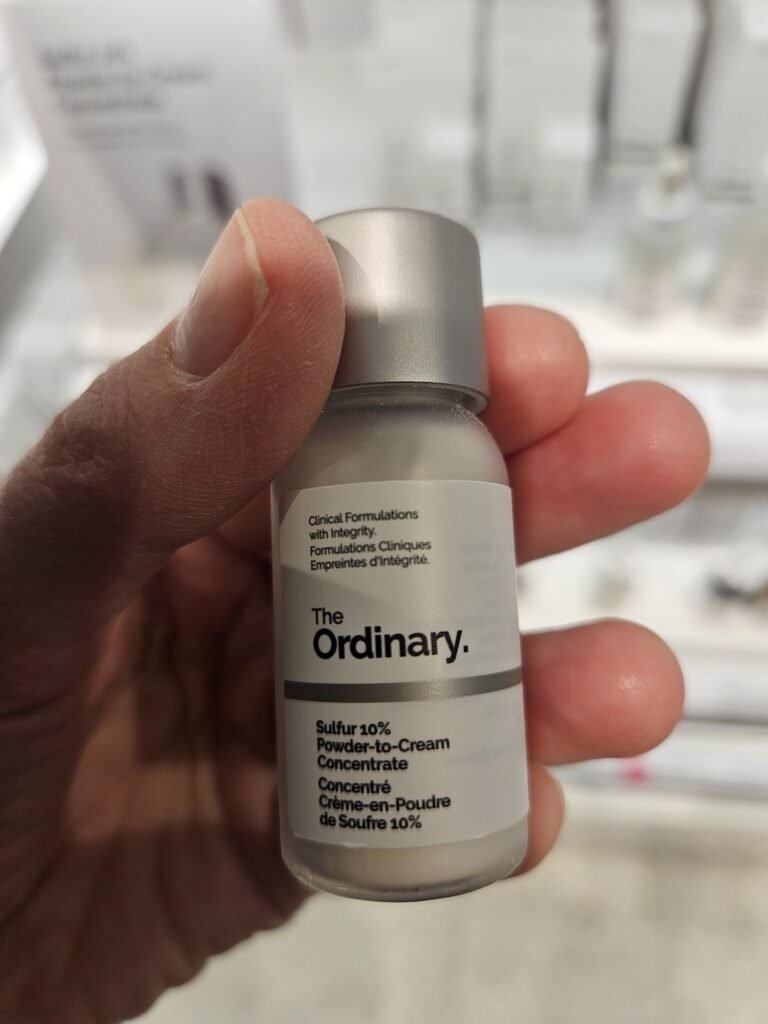 Clinical Formulations
with Integrity.
Formulations Cliniques
Empreintes d'Intégrité.
The
Ordinary.
Sulfur 10%
Powder-to-Cream
Concentrate
Concentré
Crème-en-Poudre
de Soufre 10%